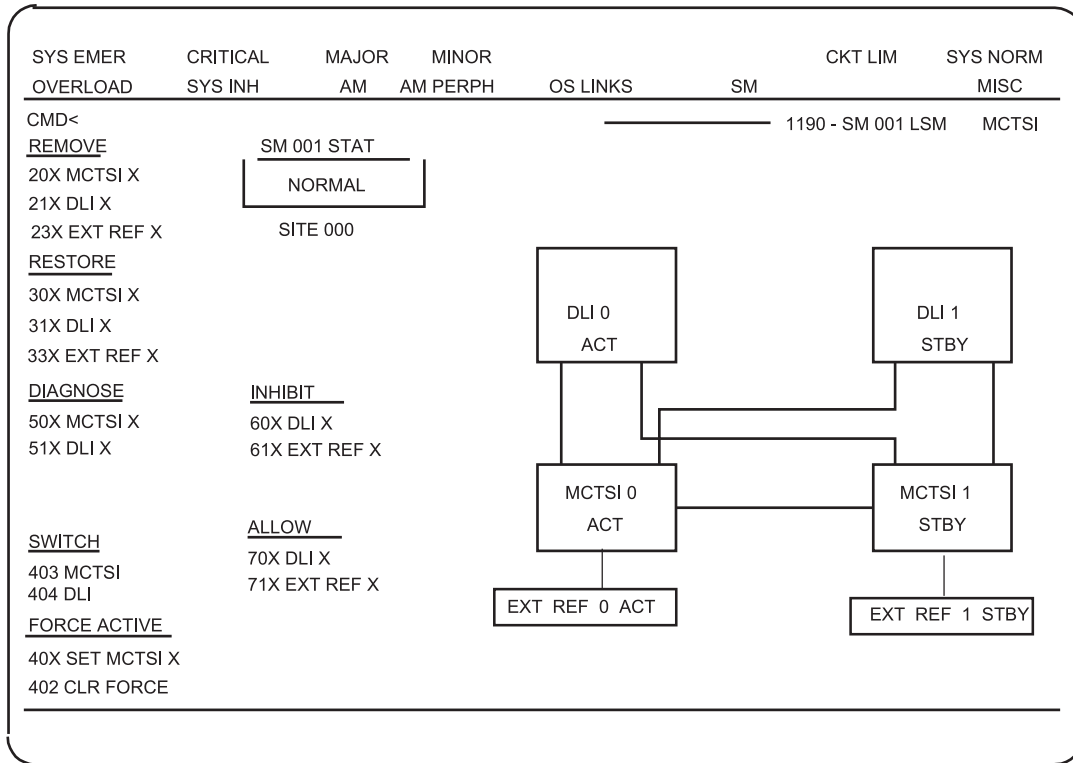 SYS EMER CRITICAL MAJOR MINOR CKT LIM SYS NORM
OVERLOAD SYS INH AM AM PERPH OS LINKS SM MISC
CMD< 1190 - SM 001 LSM MCTSI
REMOVE
20X MCTSI X
21X DLI X
23X EXT REF X
SM 001 STAT
NORMAL
SITE 000
RESTORE
30X MCTSI X
31X DLI X
33X EXT REF X
DIAGNOSE
50X MCTSI X
51X DLI X
INHIBIT
60X DLI X
61X EXT REF X
SWITCH
403 MCTSI
404 DLI
ALLOW
70X DLI X
71X EXT REF X
FORCE ACTIVE
40X SET MCTSI X
402 CLR FORCE
DLI 0
ACT
DLI 1
STBY
MCTSI 0
ACT
MCTSI 1
STBY
EXT REF 0 ACT
EXT REF 1 STBY